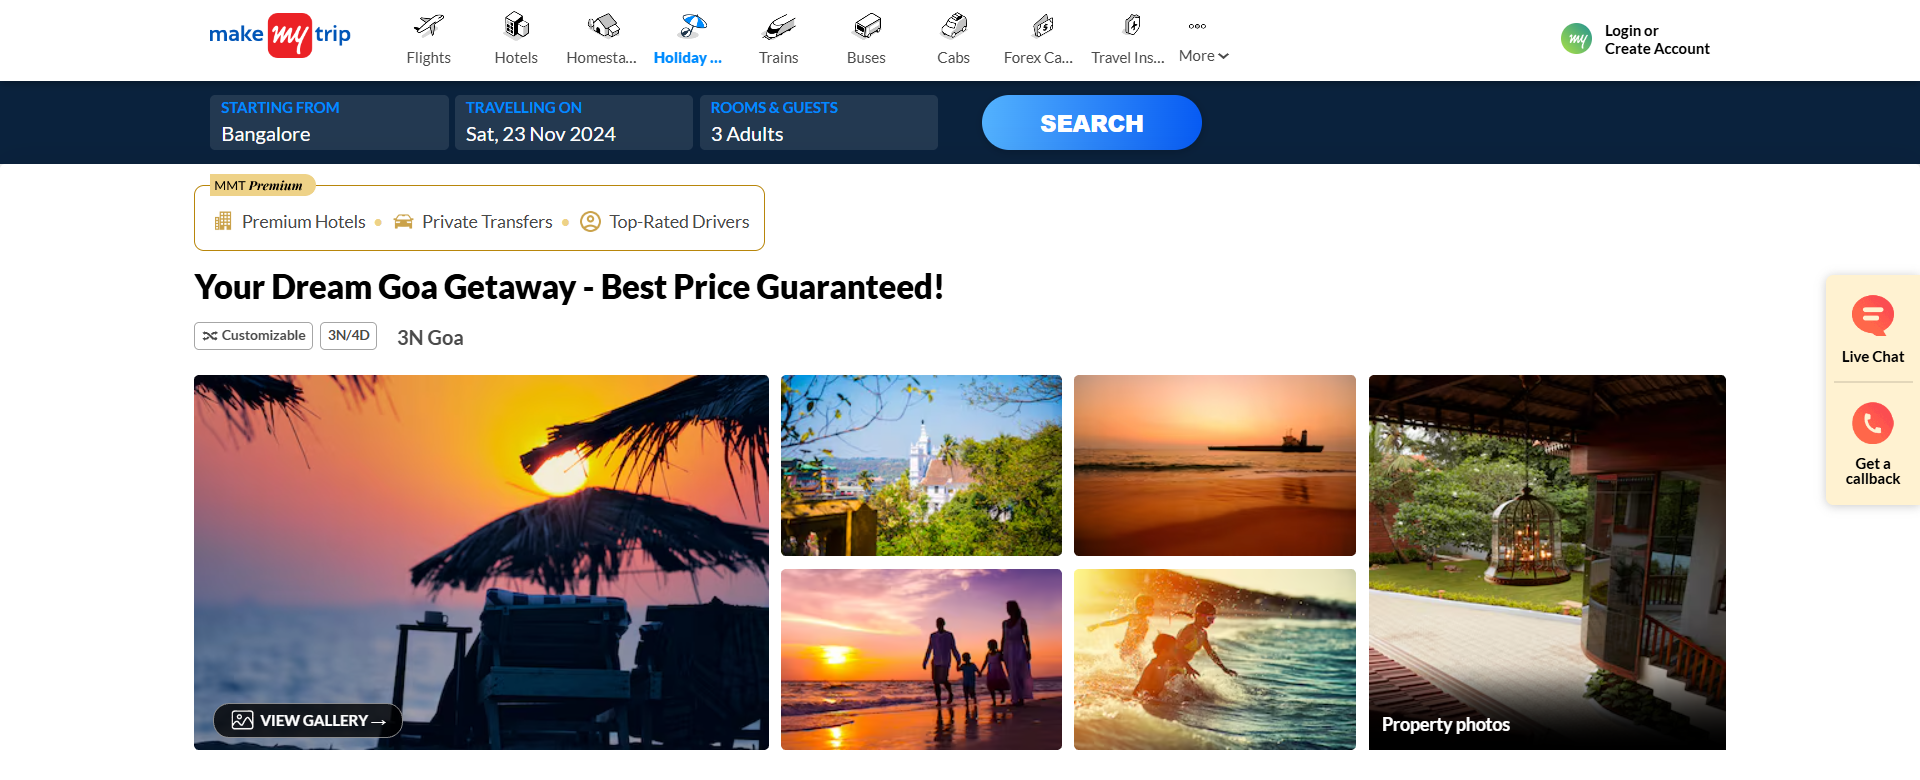 make my trip
Flights
Hotels
Homesta...
Holiday ...
Trains
Buses
Cabs
Forex Ca...
Travel Ins...
More
my
Login or
Create Account
STARTING FROM
Bangalore
TRAVELLING ON
Sat, 23 Nov 2024
ROOMS & GUESTS
3 Adults
SEARCH
MMT Premium
Premium Hotels
Private Transfers
Top-Rated Drivers
Your Dream Goa Getaway - Best Price Guaranteed!
Customizable
3N/4D
3N Goa
Live Chat
Get a
callback
VIEW GALLERY→
Property photos